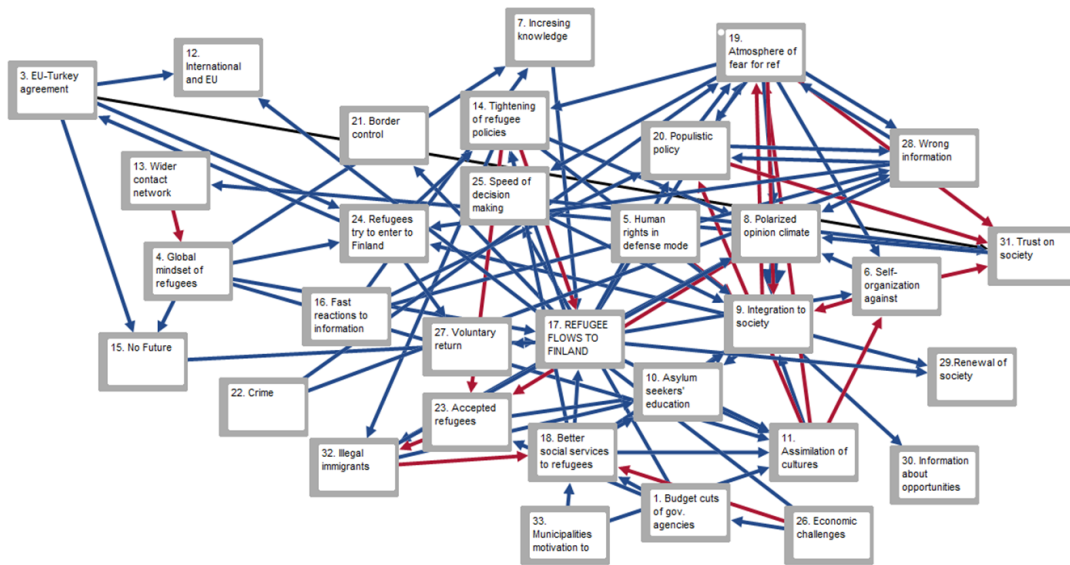 7. Incresing
knowledge
19.
Atmosphere of
fear for ref
12.
International
and EU
3. EU-Turkey
agreement
14. Tightening
of refugee
policies
21. Border
control
20. Populistic
policy
28. Wrong
information
13. Wider
contact
network
25. Speed of
decision
making
24. Refugees
try to enter to
Finland
5. Human
rights in
defense mode
8. Polarized
opinion climate
31. Trust on
society
4. Global
mindset of
refugees
6. Self-
organization
against
16. Fast
reactions to
information
9. Integration to
society
27. Voluntary
return
17. REFUGEE
FLOWS TO
FINLAND
15. No Future
29.Renewal of
society
22. Crime
10. Asylum
seekers'
education
23. Accepted
refugees
11.
Assimilation of
cultures
18. Better
social services
to refugees
32. Illegal
immigrants
30. Information
about
opportunities
1. Budget cuts
of gov.
agencies
33.
Municipalities
motivation to
26. Economic
challenges